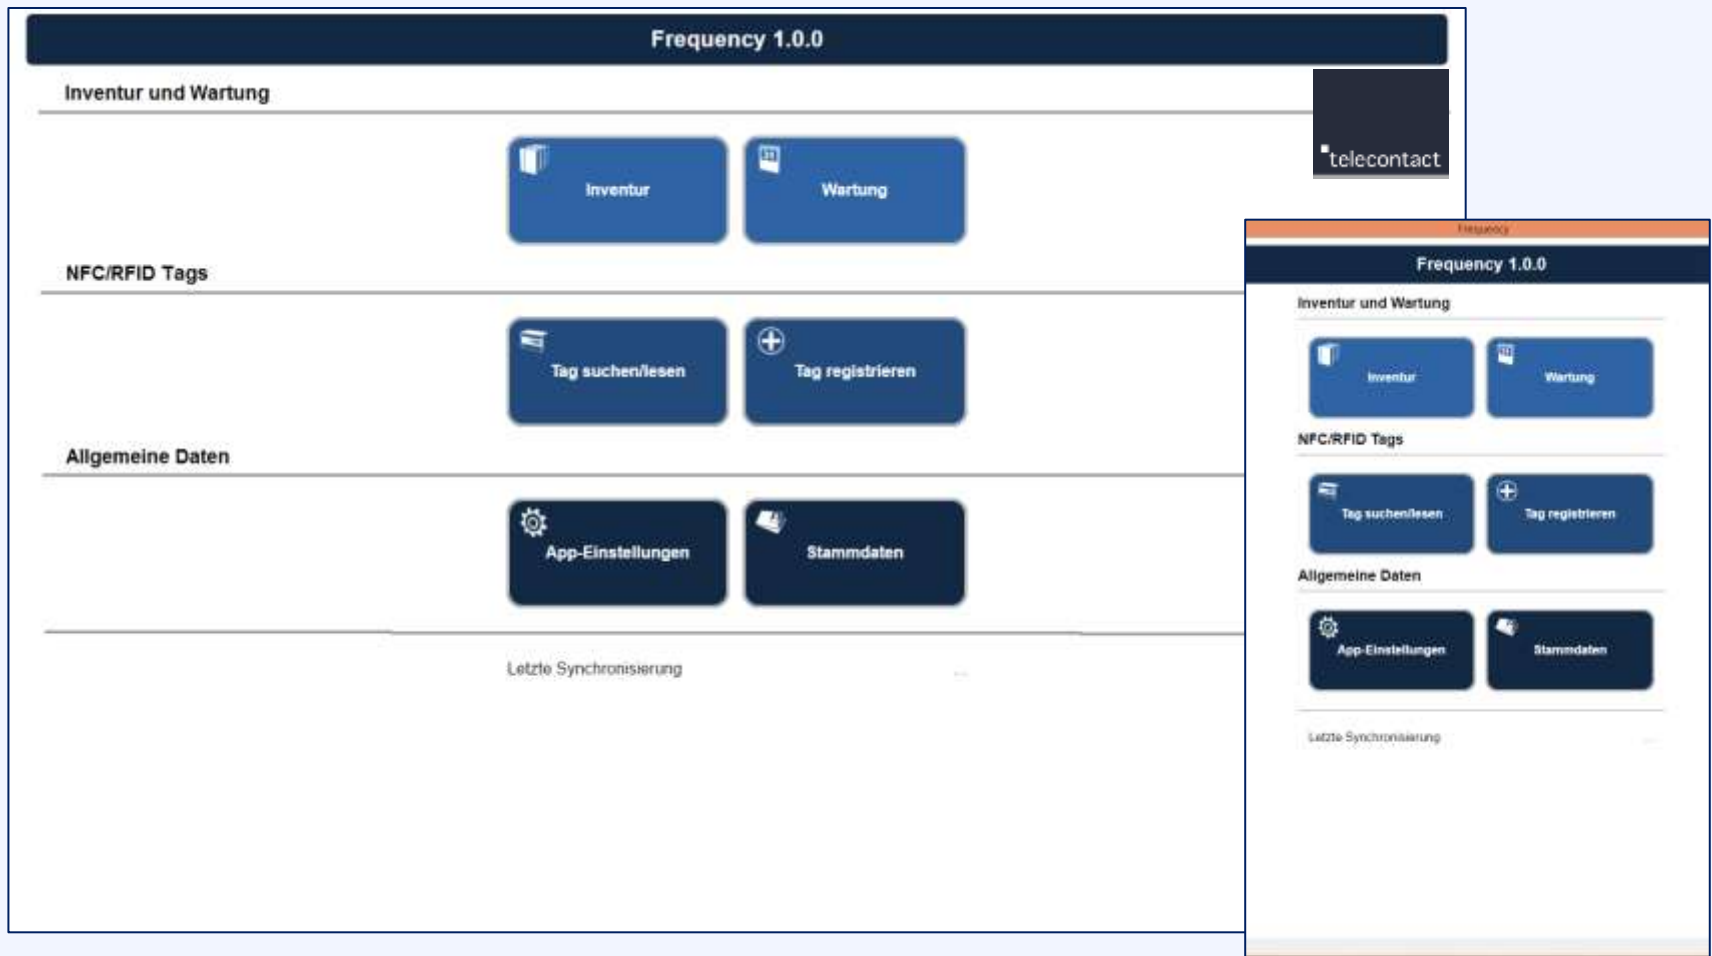 Frequency 1.0.0
Inventur und Wartung
telecontact
Inventur
Wartung
NFC/RFID Tags
Tag suchen/lesen
Tag registrieren
Allgemeine Daten
App-Einstellungen
Stammdaten
Letzte Synchronisierung
Frequency
Frequency 1.0.0
Inventur und Wartung
Inventur
Wartung
NFC/RFID Tags
Tag suchen/lesen
Tag registrieren
Allgemeine Daten
App-Einstellungen
Stammdaten
Letzte Synchronisierung